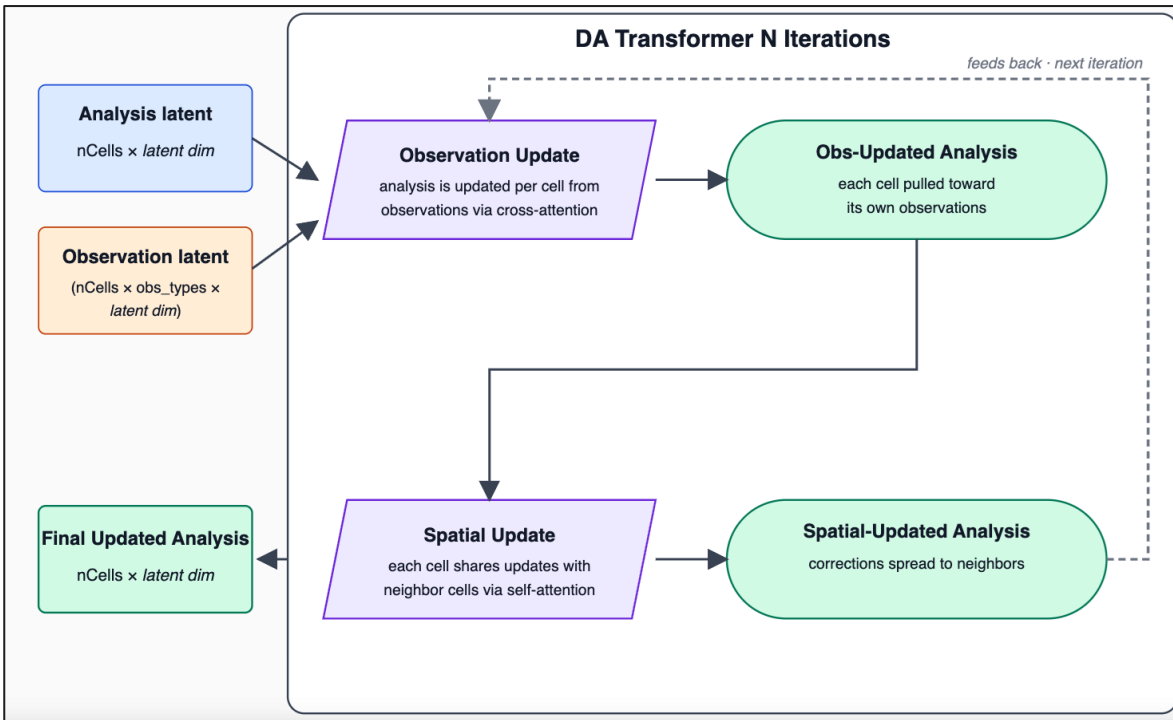 DA Transformer N Iterations
feeds back · next iteration
Analysis latent
nCells × latent dim
Observation Update
analysis is updated per cell from
observations via cross-attention
Obs-Updated Analysis
each cell pulled toward
its own observations
Observation latent
(nCells × obs_types ×
latent dim)
Final Updated Analysis
nCells × latent dim
Spatial Update
each cell shares updates with
neighbor cells via self-attention
Spatial-Updated Analysis
corrections spread to neighbors